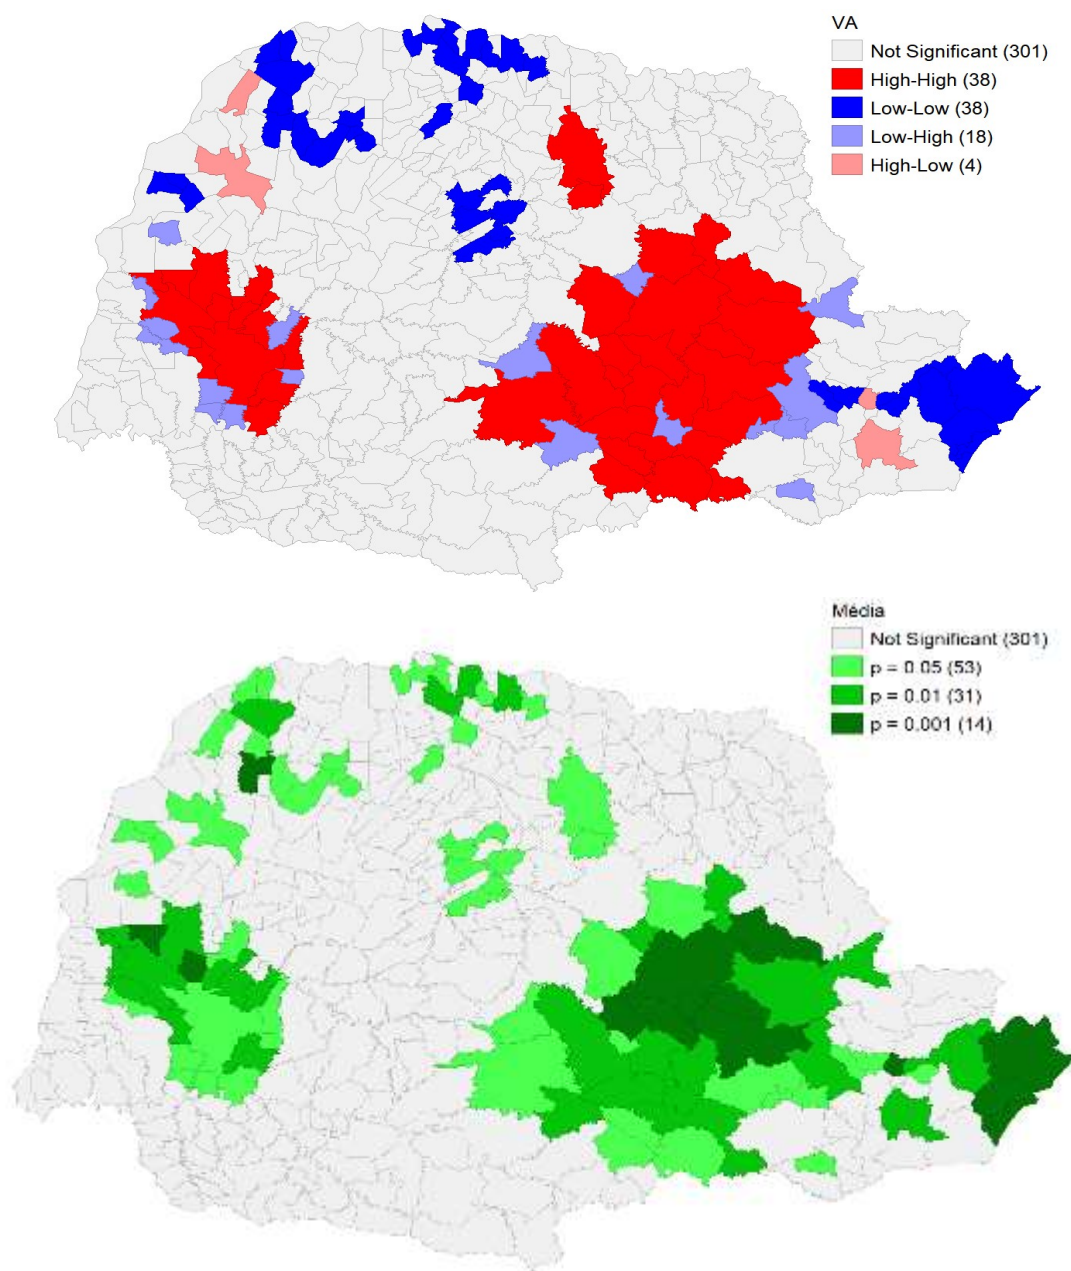 VA
Not Significant (301)
High-High (38)
Low-Low (38)
Low-High (18)
High-Low (4)
Média
Not Significant (301)
p = 0.05 (53)
p = 0.01 (31)
p = 0.001 (14)